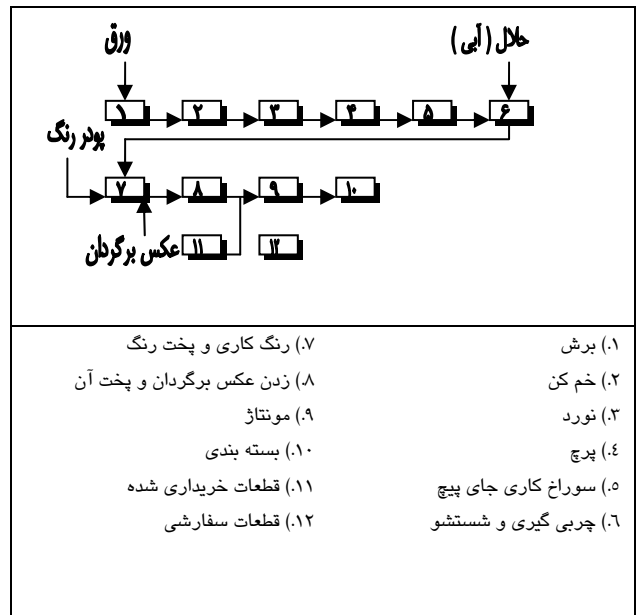 ورق
حلال ( آبی )
۱
۲
۳
۴
۵
۶
پودر رنگ
۷
۸
۹
۱۰
عکس برگردان
۱۱
۱۲
۱.) برش
۲.) خم کن
۳.) نورد
٤.) پرچ
٥.) سوراخ کاری جای پیچ
٦.) چربی گیری و شستشو
۷.) رنگ کاری و پخت رنگ
۸.) زدن عکس برگردان و پخت آن
۹.) مونتاژ
۱۰.) بسته بندی
۱۱.) قطعات خریداری شده
۱۲.) قطعات سفارشی